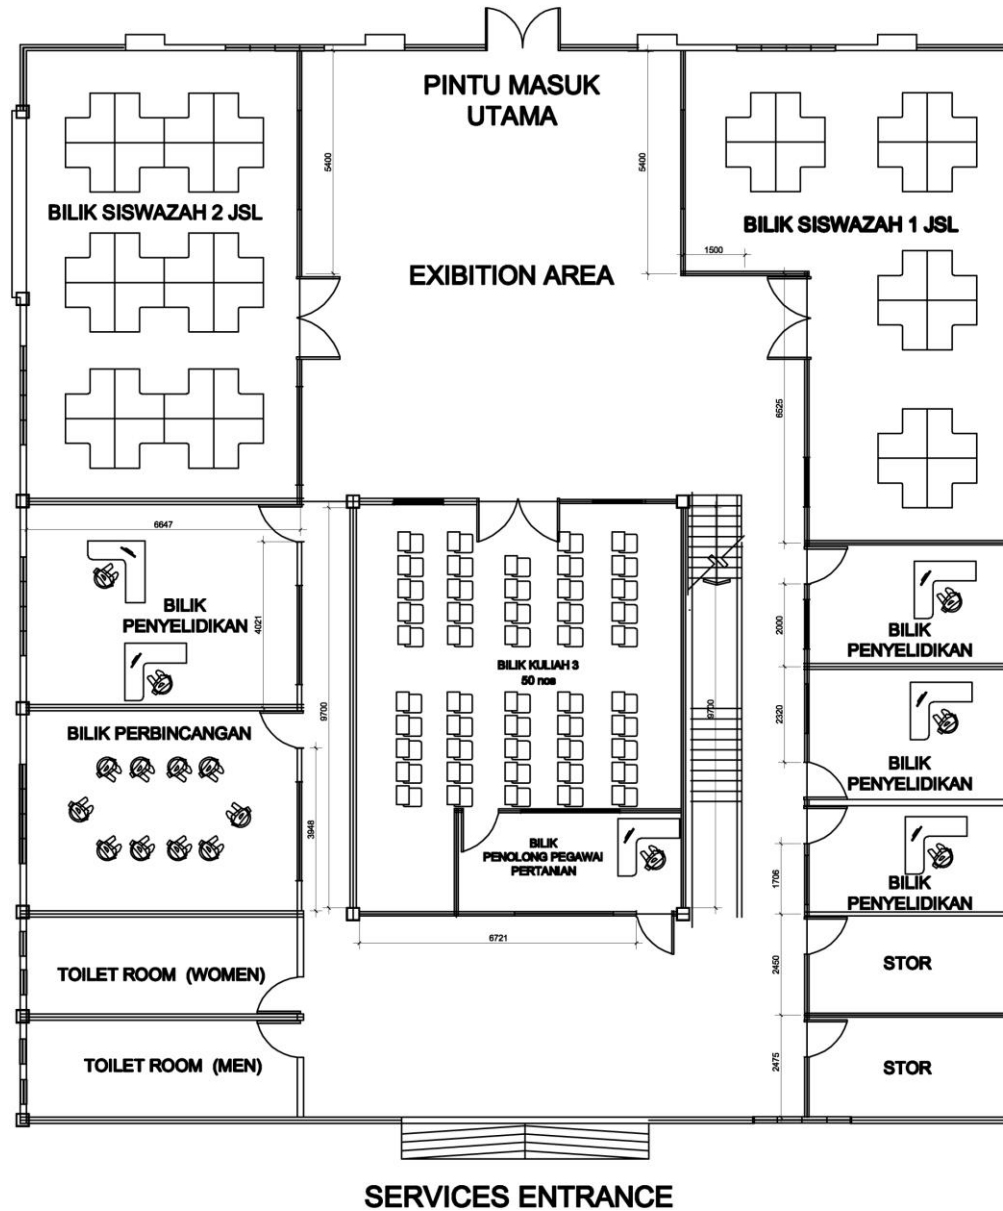 PINTU MASUK
UTAMA
5400
5400
BILIK SISWAZAH 2 JSL
BILIK SISWAZAH 1 JSL
1500
EXIBITION AREA
6525
6647
BILIK
PENYELIDIKAN
4021
9700
BILIK KULIAH 3
50 nos
9700
2000
BILIK
PENYELIDIKAN
2320
BILIK PERBINCANGAN
BILIK
PENYELIDIKAN
3948
BILIK
PENOLONG PEGAWAI
PERTANIAN
1706
BILIK
PENYELIDIKAN
6721
TOILET ROOM (WOMEN)
2450
STOR
TOILET ROOM (MEN)
2475
STOR
SERVICES ENTRANCE